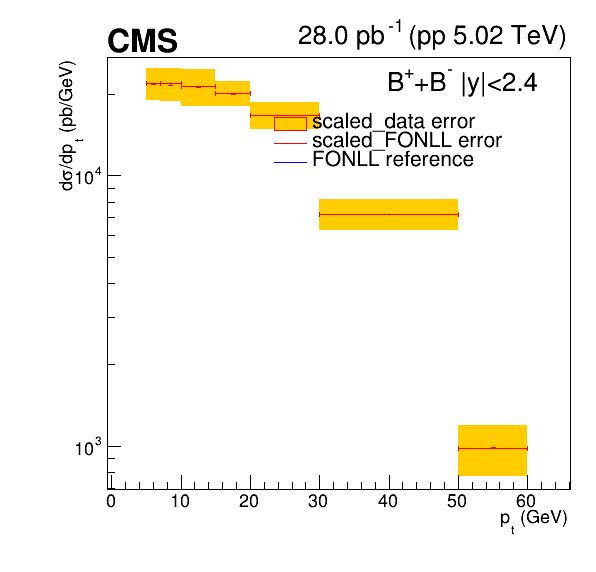 CMS 28.0 pb⁻¹ (pp 5.02 TeV)
B⁺+B⁻ |y|<2.4
scaled_data error
scaled_FONLL error
FONLL reference
dσ/dp_t (pb/GeV)
10⁴
10³
0 10 20 30 40 50 60
p_t (GeV)